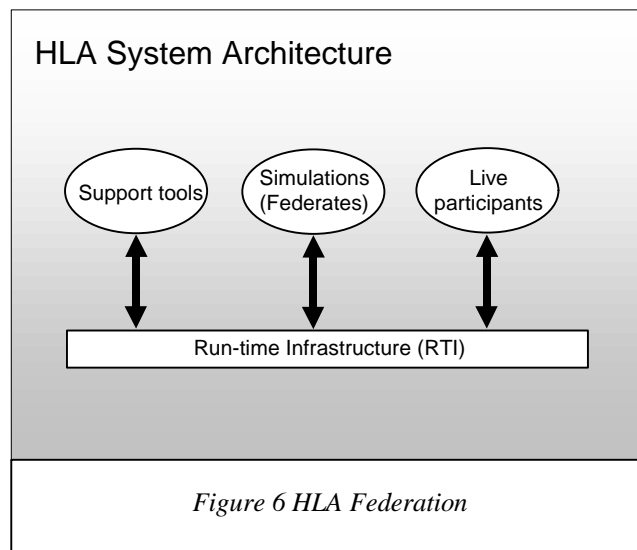 HLA System Architecture
Support tools
Simulations
(Federates)
Live
participants
Run-time Infrastructure (RTI)
Figure 6 HLA Federation